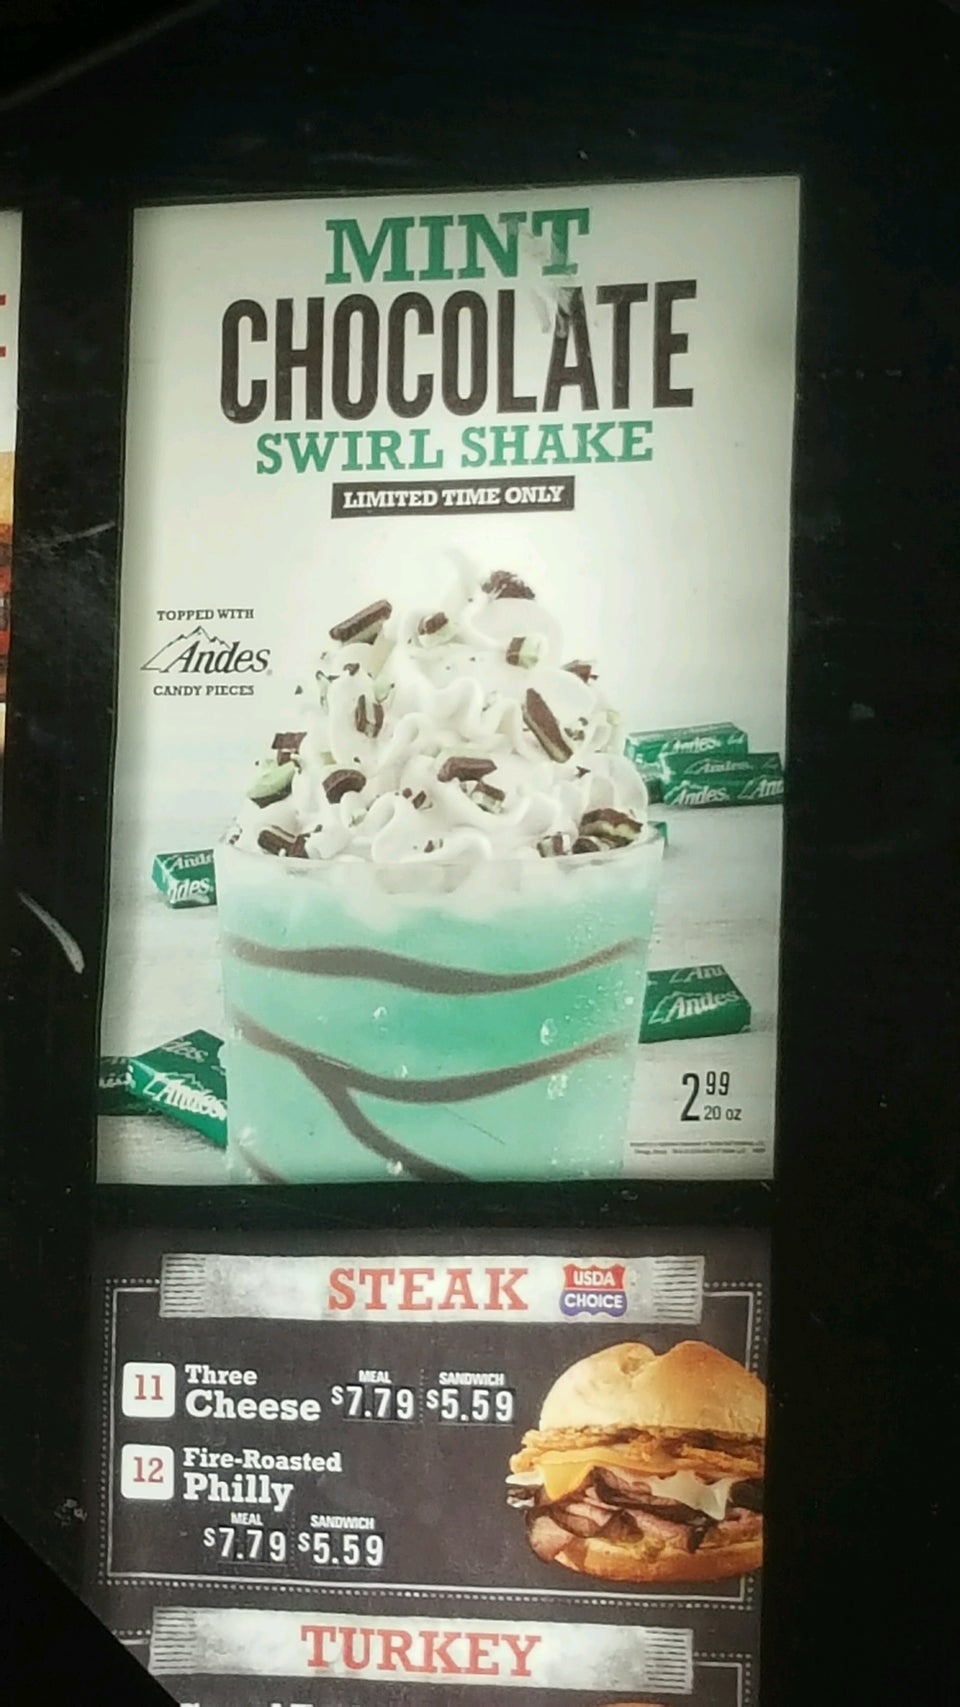 MINT
CHOCOLATE
SWIRL SHAKE
LIMITED TIME ONLY
TOPPED WITH
Andes
CANDY PIECES
Andes
Andes
Andes
Andes
Andes
2 99
20 oz
STEAK
USDA
CHOICE
11
Three
Cheese
MEAL
$7.79
SANDWICH
$5.59
12
Fire-Roasted
Philly
MEAL
$7.79
SANDWICH
$5.59
TURKEY